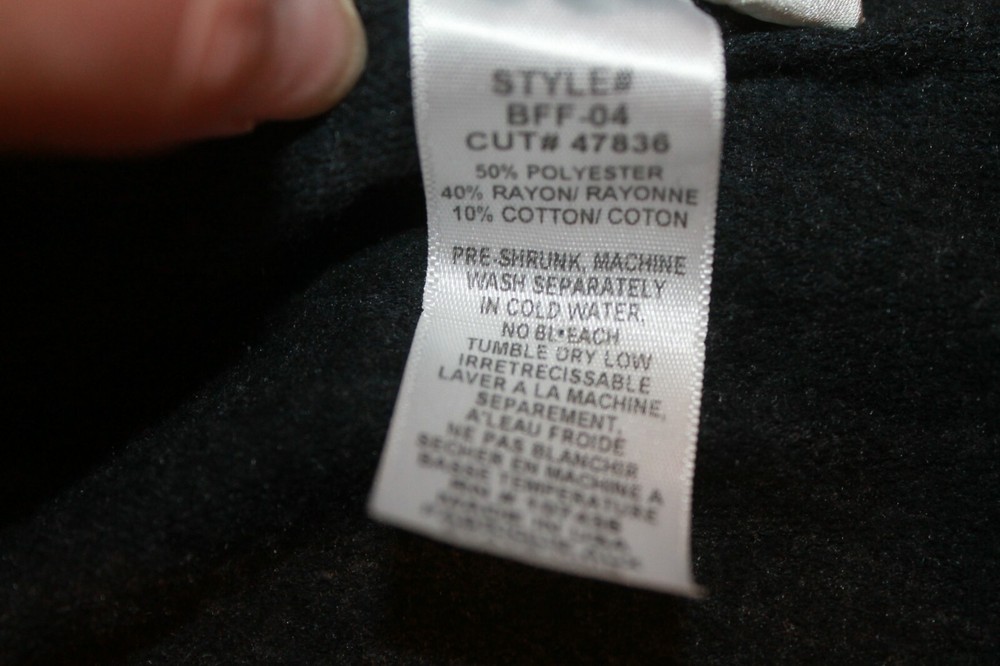 STYLE#
BFF-04
CUT# 47836
50% POLYESTER
40% RAYON/ RAYONNE
10% COTTON/ COTON
PRE-SHRUNK, MACHINE
WASH SEPARATELY
IN COLD WATER,
NO BL•EACH
TUMBLE DRY LOW
IRRETRECISSABLE
LAVER A LA MACHINE,
SEPAREMENT,
A'LEAU FROIDE
NE PAS BLANCHIR
SECHER EN MACHINE A
BASSE TEMPERATURE